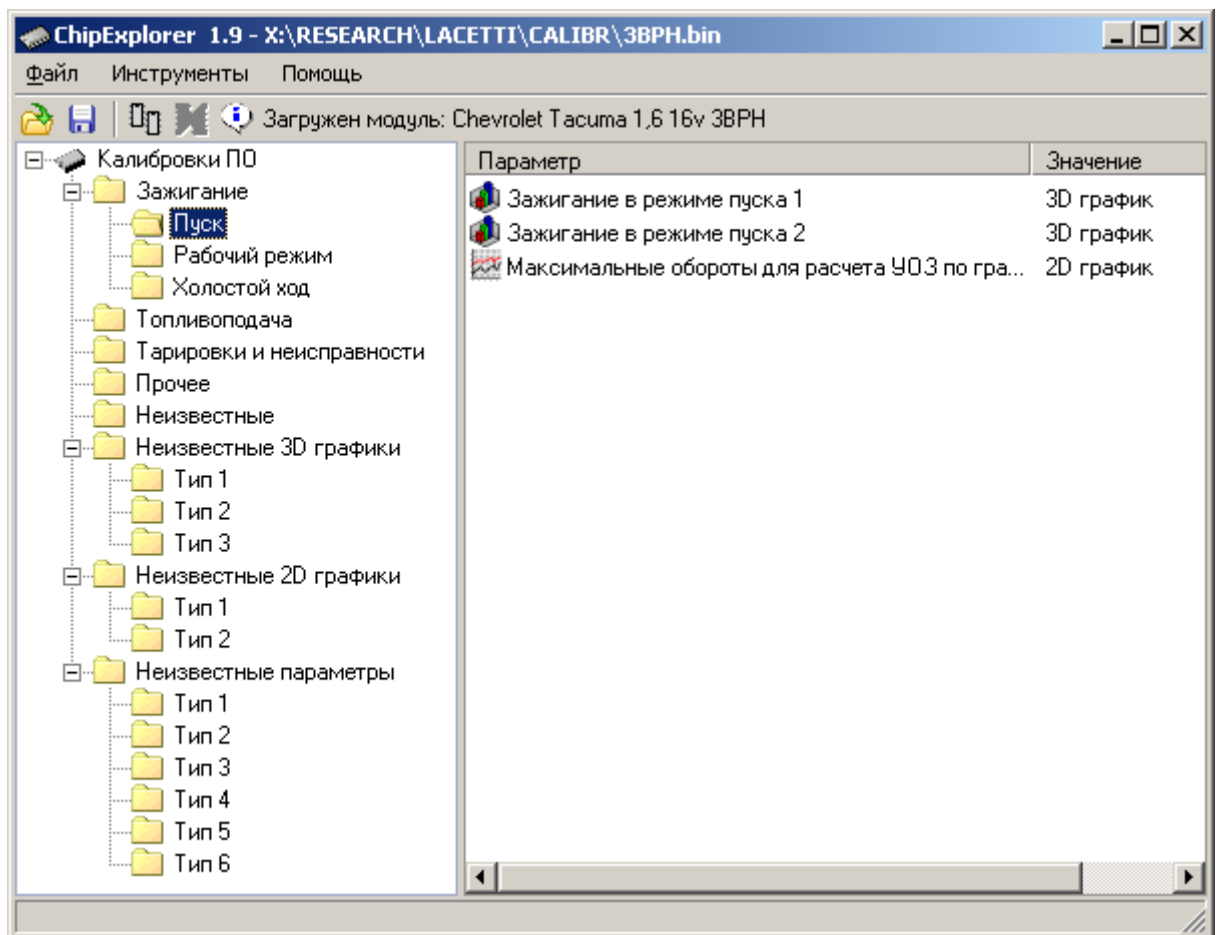 ChipExplorer 1.9 - X:\RESEARCH\LACETTI\CALIBR\3BPH.bin
Файл Инструменты Помощь
Загружен модуль: Chevrolet Tacuma 1,6 16v 3BPH
Калибровки ПО
Зажигание
Пуск
Рабочий режим
Холостой ход
Топливоподача
Тарировки и неисправности
Прочее
Неизвестные
Неизвестные 3D графики
Тип 1
Тип 2
Тип 3
Неизвестные 2D графики
Тип 1
Тип 2
Неизвестные параметры
Тип 1
Тип 2
Тип 3
Тип 4
Тип 5
Тип 6
Параметр Значение
Зажигание в режиме пуска 1 3D график
Зажигание в режиме пуска 2 3D график
Максимальные обороты для расчета УОЗ по гра... 2D график